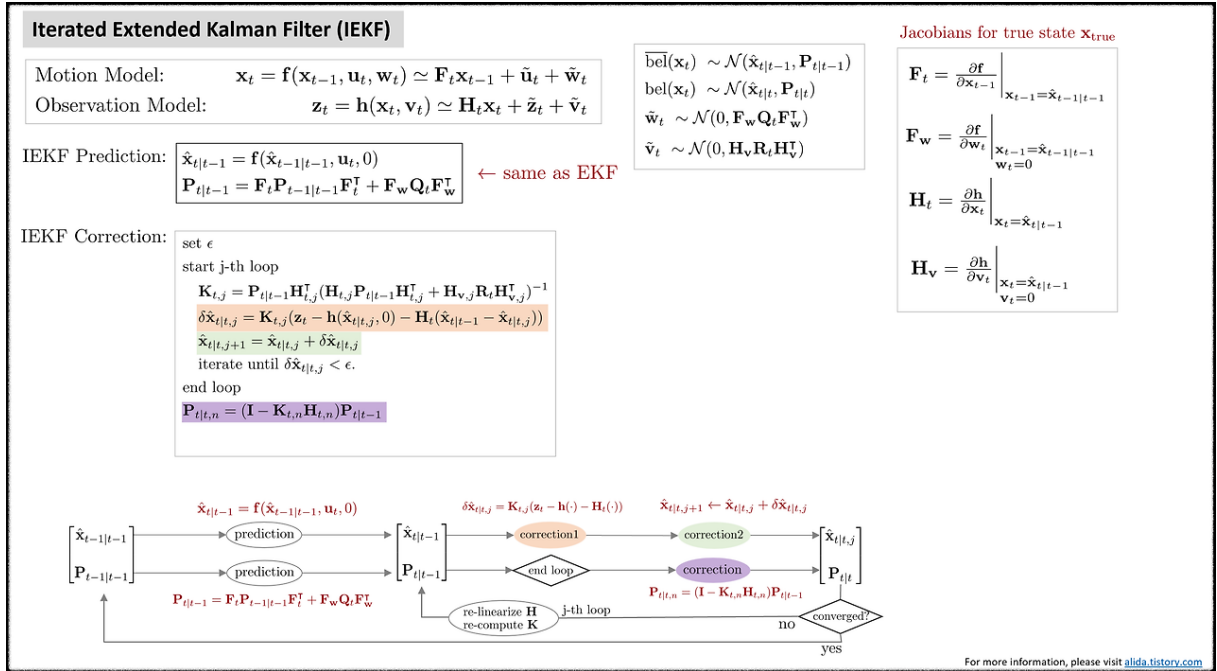 Iterated Extended Kalman Filter (IEKF)
Motion Model: x_t = f(x_{t−1}, u_t, w_t) ≃ F_t x_{t−1} + ũ_t + w̃_t
Observation Model: z_t = h(x_t, v_t) ≃ H_t x_t + z̃_t + ṽ_t
b̅e̅l̅(x_t) ∼ 𝒩(x̂_{t|t−1}, P_{t|t−1})
bel(x_t) ∼ 𝒩(x̂_{t|t}, P_{t|t})
w̃_t ∼ 𝒩(0, F_w Q_t F_w^⊺)
ṽ_t ∼ 𝒩(0, H_v R_t H_v^⊺)
Jacobians for true state x_true
F_t = ∂f/∂x_{t−1} |_{x_{t−1}=x̂_{t−1|t−1}}
F_w = ∂f/∂w_t |_{x_{t−1}=x̂_{t−1|t−1}, w_t=0}
H_t = ∂h/∂x_t |_{x_t=x̂_{t|t−1}}
H_v = ∂h/∂v_t |_{x_t=x̂_{t|t−1}, v_t=0}
IEKF Prediction: x̂_{t|t−1} = f(x̂_{t−1|t−1}, u_t, 0)
P_{t|t−1} = F_t P_{t−1|t−1} F_t^⊺ + F_w Q_t F_w^⊺
← same as EKF
IEKF Correction:
set ϵ
start j-th loop
K_{t,j} = P_{t|t−1} H_{t,j}^⊺ (H_{t,j} P_{t|t−1} H_{t,j}^⊺ + H_{v,j} R_t H_{v,j}^⊺)^{−1}
δx̂_{t|t,j} = K_{t,j}(z_t − h(x̂_{t|t,j}, 0) − H_t(x̂_{t|t−1} − x̂_{t|t,j}))
x̂_{t|t,j+1} = x̂_{t|t,j} + δx̂_{t|t,j}
iterate until δx̂_{t|t,j} < ϵ.
end loop
P_{t|t,n} = (I − K_{t,n} H_{t,n}) P_{t|t−1}
x̂_{t|t−1} = f(x̂_{t−1|t−1}, u_t, 0)
δx̂_{t|t,j} = K_{t,j}(z_t − h(·) − H_t(·))
x̂_{t|t,j+1} ← x̂_{t|t,j} + δx̂_{t|t,j}
x̂_{t−1|t−1}
prediction
x̂_{t|t−1}
correction1
correction2
x̂_{t|t,j}
P_{t−1|t−1}
prediction
P_{t|t−1}
end loop
correction
P_{t|t}
P_{t|t−1} = F_t P_{t−1|t−1} F_t^⊺ + F_w Q_t F_w^⊺
P_{t|t,n} = (I − K_{t,n} H_{t,n}) P_{t|t−1}
re-linearize H
re-compute K
j-th loop
no
converged?
yes
For more information, please visit alida.tistory.com